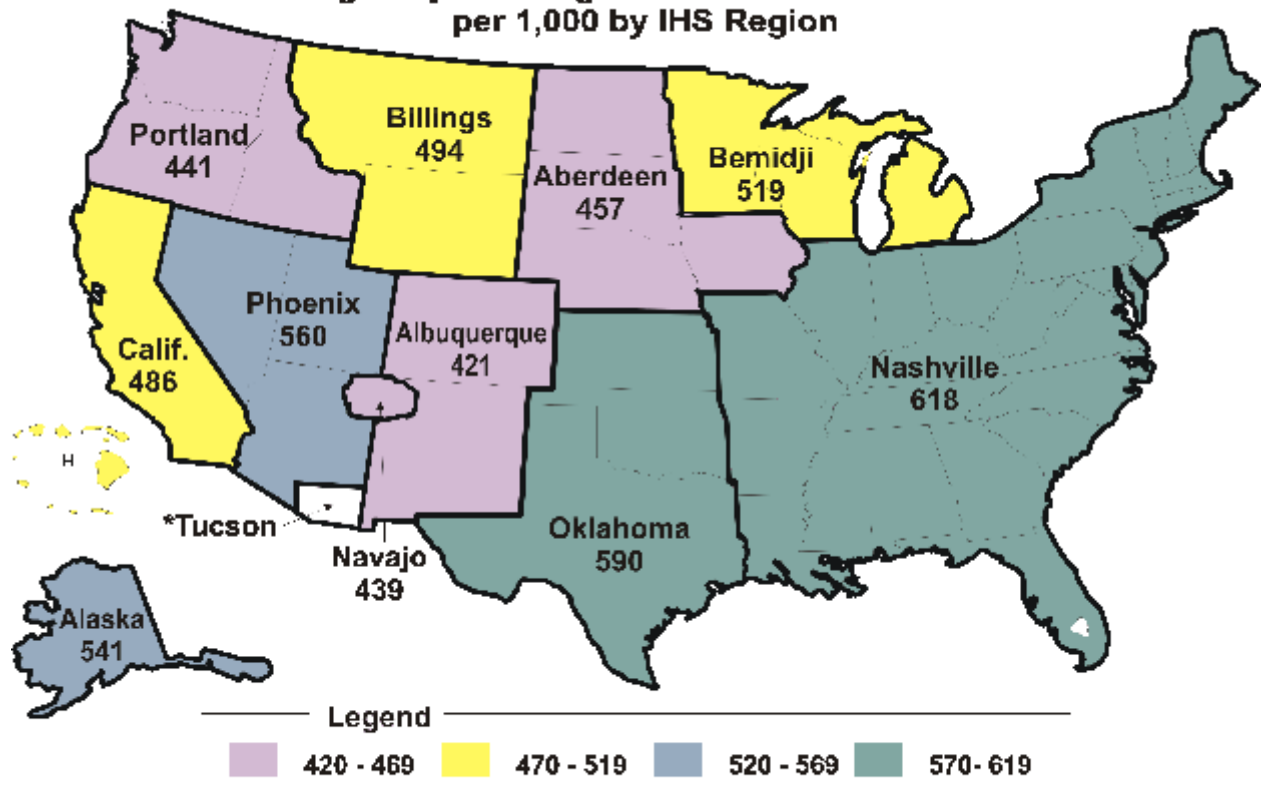 per 1,000 by IHS Region
Portland
441
Billings
494
Aberdeen
457
Bemidji
519
Phoenix
560
Albuquerque
421
Calif.
486
Nashville
618
H
*Tucson
Navajo
439
Oklahoma
590
Alaska
541
Legend
420 - 469
470 - 519
520 - 569
570- 619